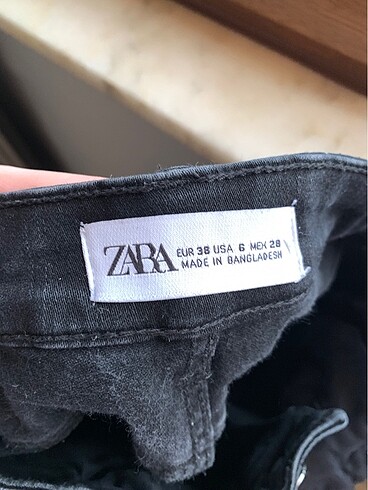 ZARA
EUR 38 USA 6 MEX 28
MADE IN BANGLADESH